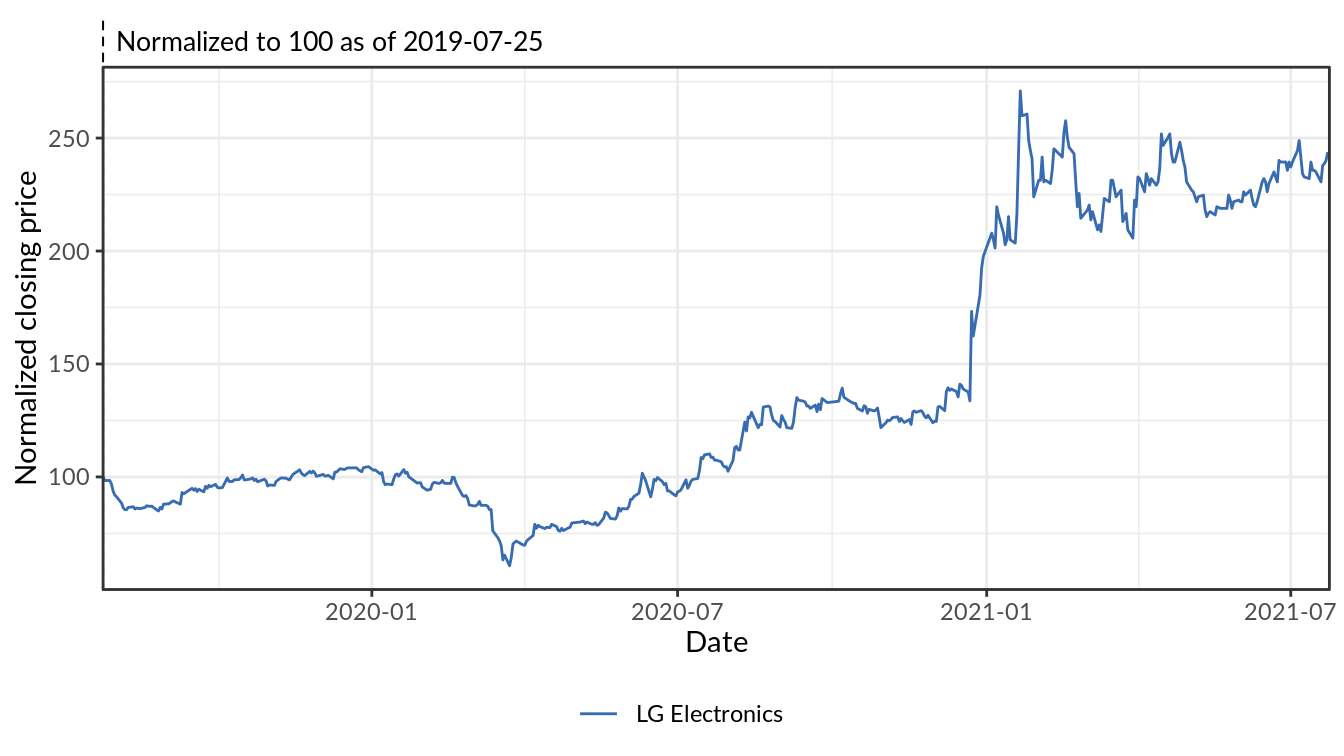 Normalized to 100 as of 2019-07-25
Normalized closing price
250
200
150
100
2020-01
2020-07
2021-01
2021-07
Date
LG Electronics